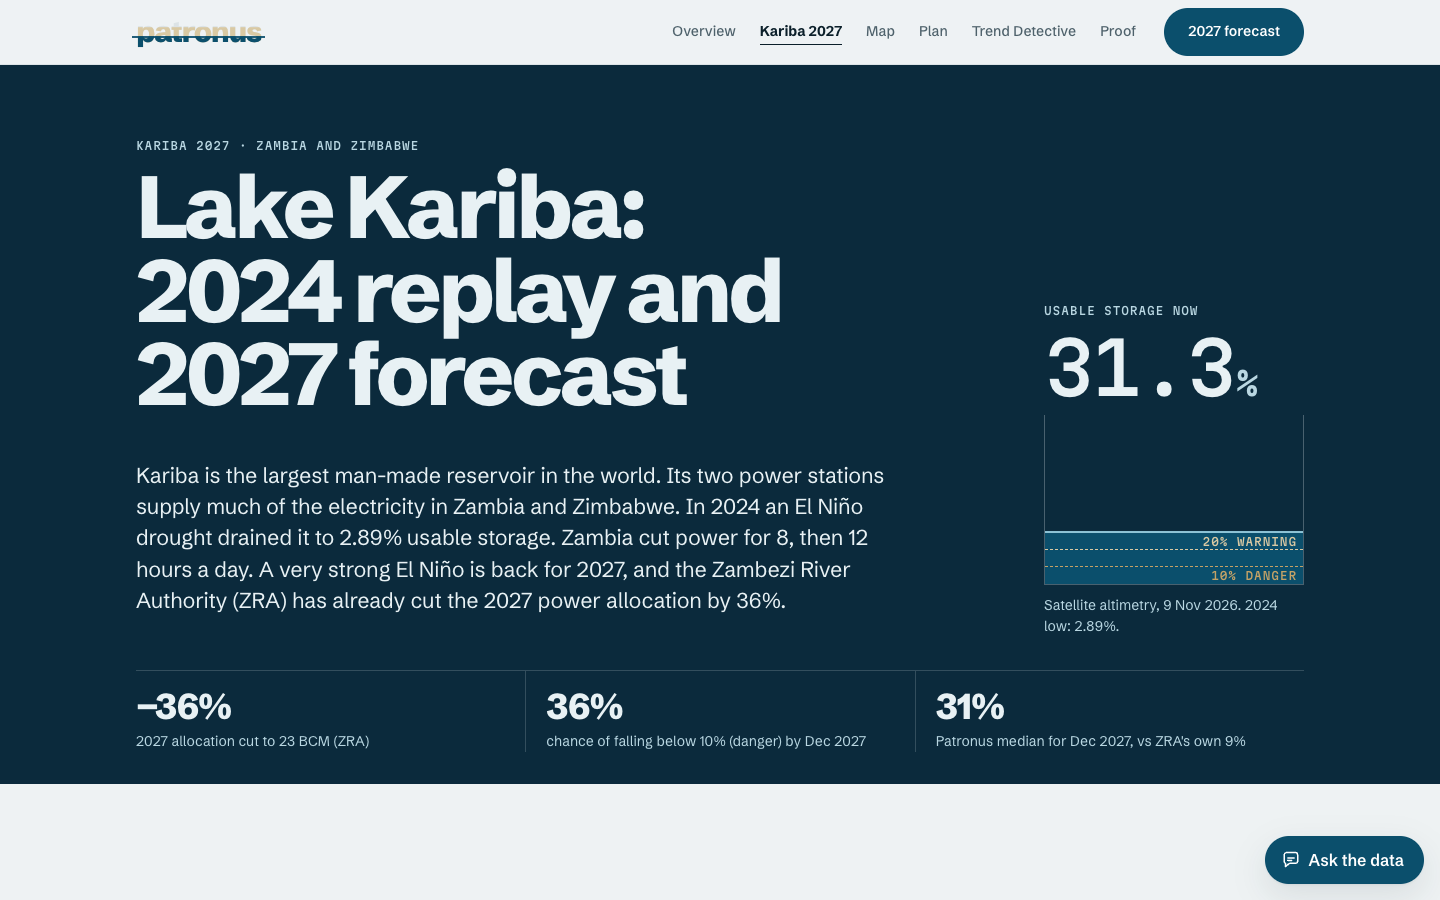 patronus
Overview
Kariba 2027
Map
Plan
Trend Detective
Proof
2027 forecast
KARIBA 2027 · ZAMBIA AND ZIMBABWE
Lake Kariba:
2024 replay and
2027 forecast
Kariba is the largest man-made reservoir in the world. Its two power stations
supply much of the electricity in Zambia and Zimbabwe. In 2024 an El Niño
drought drained it to 2.89% usable storage. Zambia cut power for 8, then 12
hours a day. A very strong El Niño is back for 2027, and the Zambezi River
Authority (ZRA) has already cut the 2027 power allocation by 36%.
USABLE STORAGE NOW
31.3%
20% WARNING
10% DANGER
Satellite altimetry, 9 Nov 2026. 2024
low: 2.89%.
−36%
2027 allocation cut to 23 BCM (ZRA)
36%
chance of falling below 10% (danger) by Dec 2027
31%
Patronus median for Dec 2027, vs ZRA's own 9%
Ask the data